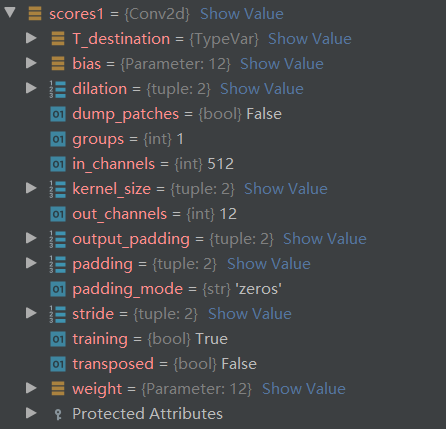 scores1 = {Conv2d} Show Value
T_destination = {TypeVar} Show Value
bias = {Parameter: 12} Show Value
dilation = {tuple: 2} Show Value
dump_patches = {bool} False
groups = {int} 1
in_channels = {int} 512
kernel_size = {tuple: 2} Show Value
out_channels = {int} 12
output_padding = {tuple: 2} Show Value
padding = {tuple: 2} Show Value
padding_mode = {str} 'zeros'
stride = {tuple: 2} Show Value
training = {bool} True
transposed = {bool} False
weight = {Parameter: 12} Show Value
Protected Attributes